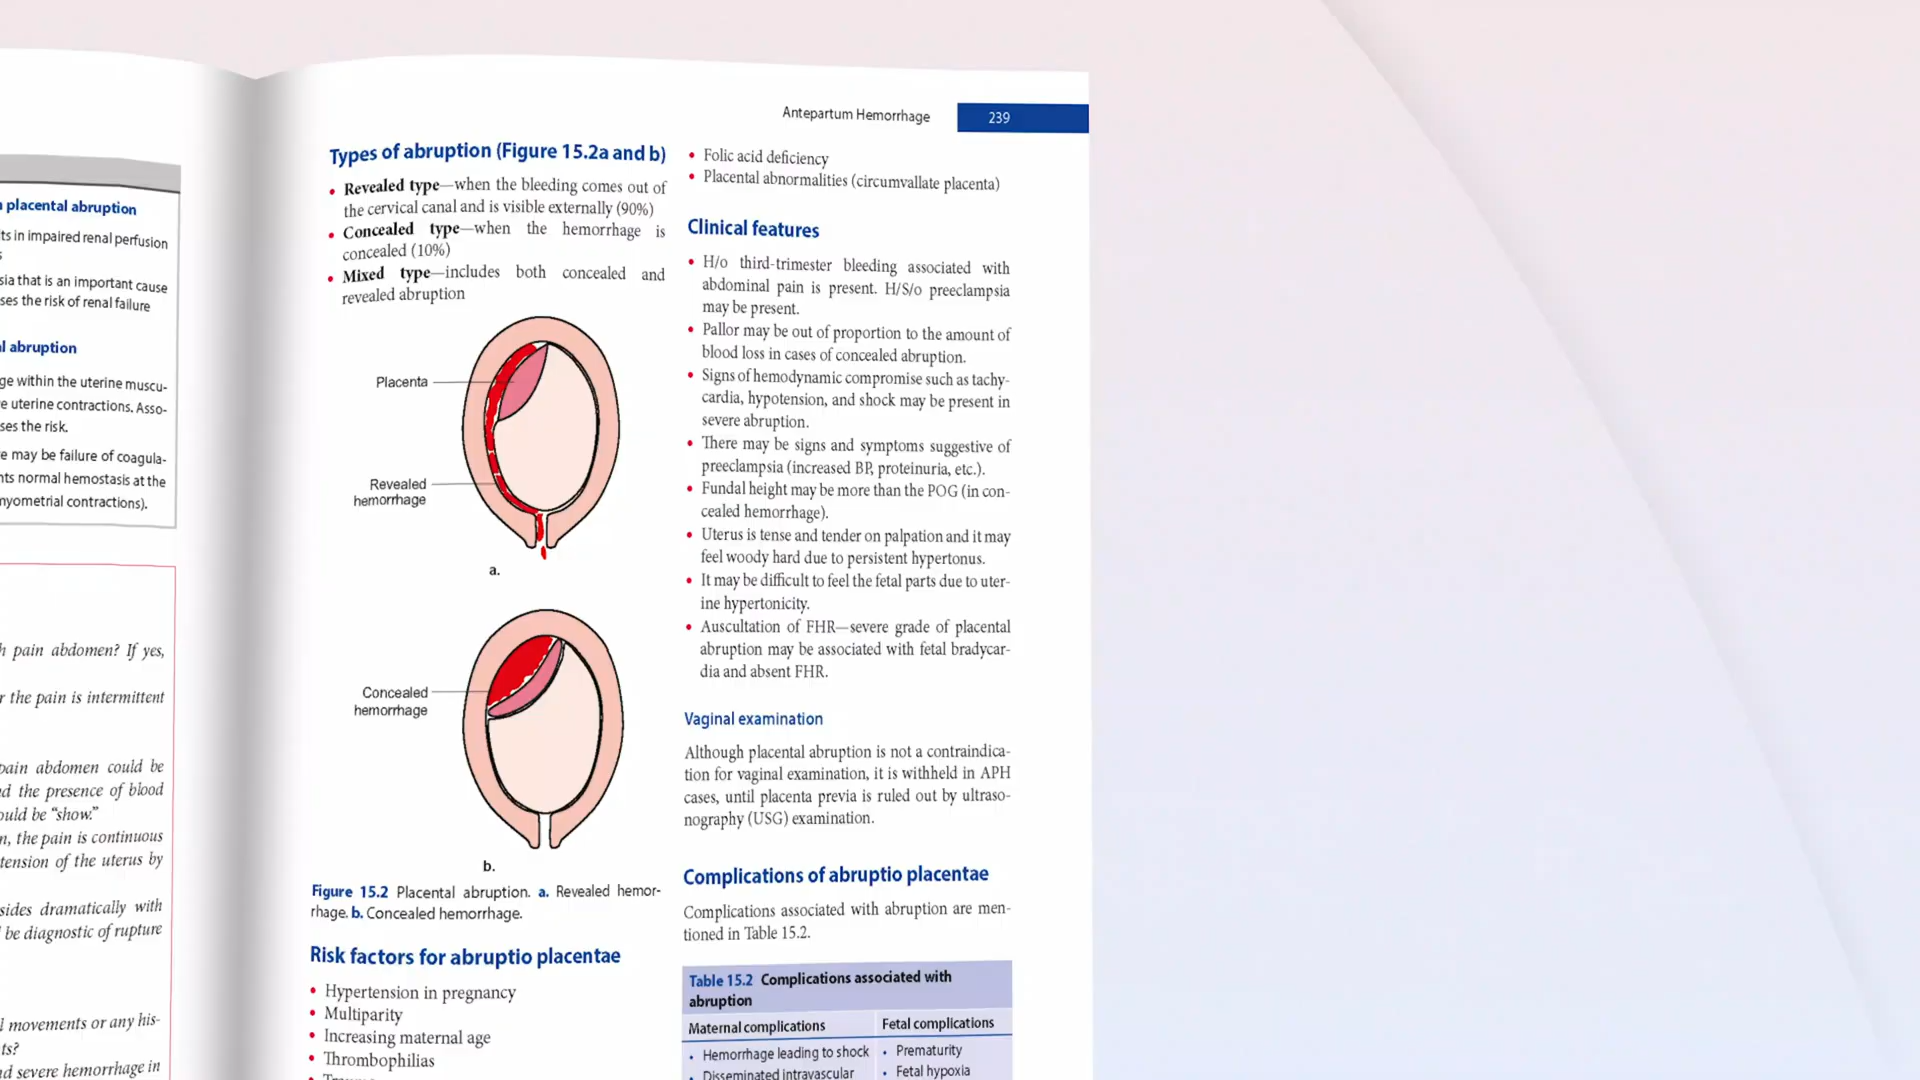 placental abruption
ts in impaired renal perfusion
sia that is an important cause
ses the risk of renal failure
al abruption
ge within the uterine muscu-
e uterine contractions. Asso-
ses the risk.
e may be failure of coagula-
nts normal hemostasis at the
myometrial contractions).
h pain abdomen? If yes,
r the pain is intermittent
pain abdomen could be
nd the presence of blood
ould be "show."
n, the pain is continuous
tension of the uterus by
sides dramatically with
be diagnostic of rupture
l movements or any his-
ts?
nd severe hemorrhage in
Antepartum Hemorrhage 239
Types of abruption (Figure 15.2a and b)
• Revealed type—when the bleeding comes out of
the cervical canal and is visible externally (90%)
• Concealed type—when the hemorrhage is
concealed (10%)
• Mixed type—includes both concealed and
revealed abruption
Placenta
Revealed
hemorrhage
a.
Concealed
hemorrhage
b.
Figure 15.2 Placental abruption. a. Revealed hemor-
rhage. b. Concealed hemorrhage.
Risk factors for abruptio placentae
• Hypertension in pregnancy
• Multiparity
• Increasing maternal age
• Thrombophilias
• Folic acid deficiency
• Placental abnormalities (circumvallate placenta)
Clinical features
• H/o third-trimester bleeding associated with
abdominal pain is present. H/S/o preeclampsia
may be present.
• Pallor may be out of proportion to the amount of
blood loss in cases of concealed abruption.
• Signs of hemodynamic compromise such as tachy-
cardia, hypotension, and shock may be present in
severe abruption.
• There may be signs and symptoms suggestive of
preeclampsia (increased BP, proteinuria, etc.).
• Fundal height may be more than the POG (in con-
cealed hemorrhage).
• Uterus is tense and tender on palpation and it may
feel woody hard due to persistent hypertonus.
• It may be difficult to feel the fetal parts due to uter-
ine hypertonicity.
• Auscultation of FHR—severe grade of placental
abruption may be associated with fetal bradycar-
dia and absent FHR.
Vaginal examination
Although placental abruption is not a contraindica-
tion for vaginal examination, it is withheld in APH
cases, until placenta previa is ruled out by ultraso-
nography (USG) examination.
Complications of abruptio placentae
Complications associated with abruption are men-
tioned in Table 15.2.
Table 15.2 Complications associated with
abruption
Maternal complications Fetal complications
• Hemorrhage leading to shock • Prematurity
• Disseminated intravascular • Fetal hypoxia